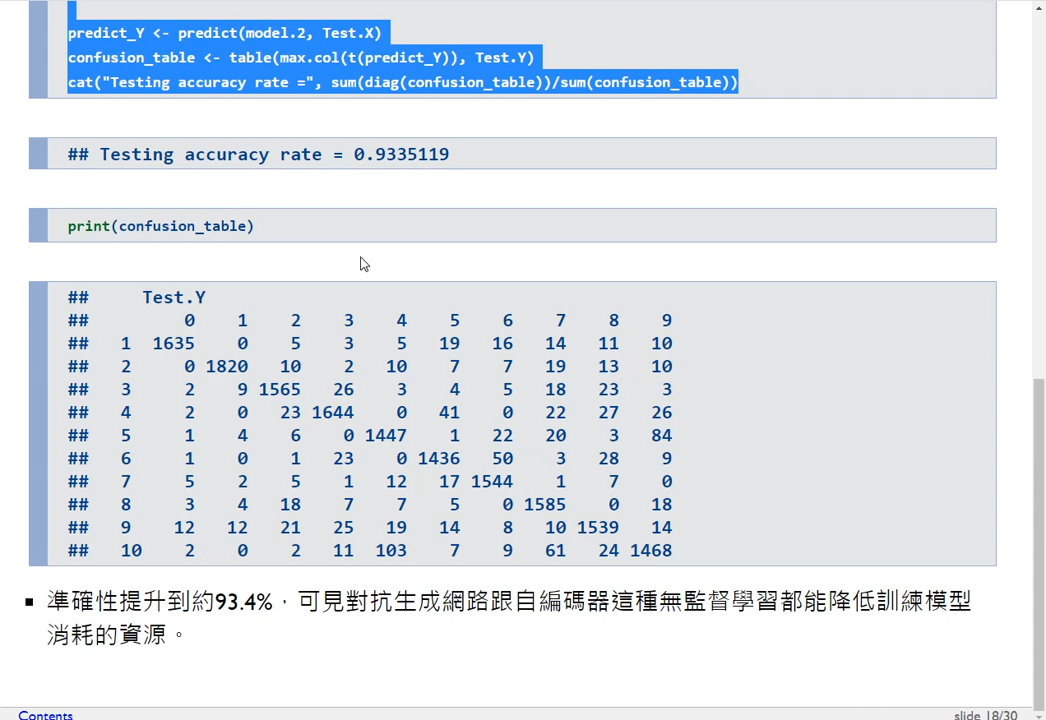 predict_Y <- predict(model.2, Test.X)
confusion_table <- table(max.col(t(predict_Y)), Test.Y)
cat("Testing accuracy rate =", sum(diag(confusion_table))/sum(confusion_table))
## Testing accuracy rate = 0.9335119
print(confusion_table)
## Test.Y
## 0 1 2 3 4 5 6 7 8 9
## 1 1635 0 5 3 5 19 16 14 11 10
## 2 0 1820 10 2 10 7 7 19 13 10
## 3 2 9 1565 26 3 4 5 18 23 3
## 4 2 0 23 1644 0 41 0 22 27 26
## 5 1 4 6 0 1447 1 22 20 3 84
## 6 1 0 1 23 0 1436 50 3 28 9
## 7 5 2 5 1 12 17 1544 1 7 0
## 8 3 4 18 7 7 5 0 1585 0 18
## 9 12 12 21 25 19 14 8 10 1539 14
## 10 2 0 2 11 103 7 9 61 24 1468
▪ 準確性提升到約93.4%，可見對抗生成網路跟自編碼器這種無監督學習都能降低訓練模型
消耗的資源。
Contents
slide 18/30